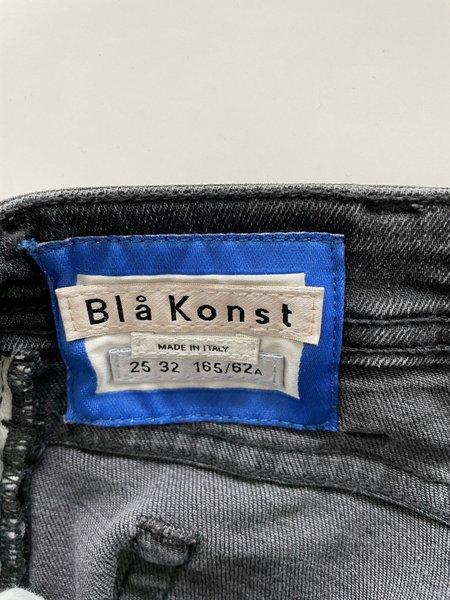 Blå Konst
MADE IN ITALY
25 32 165/62A